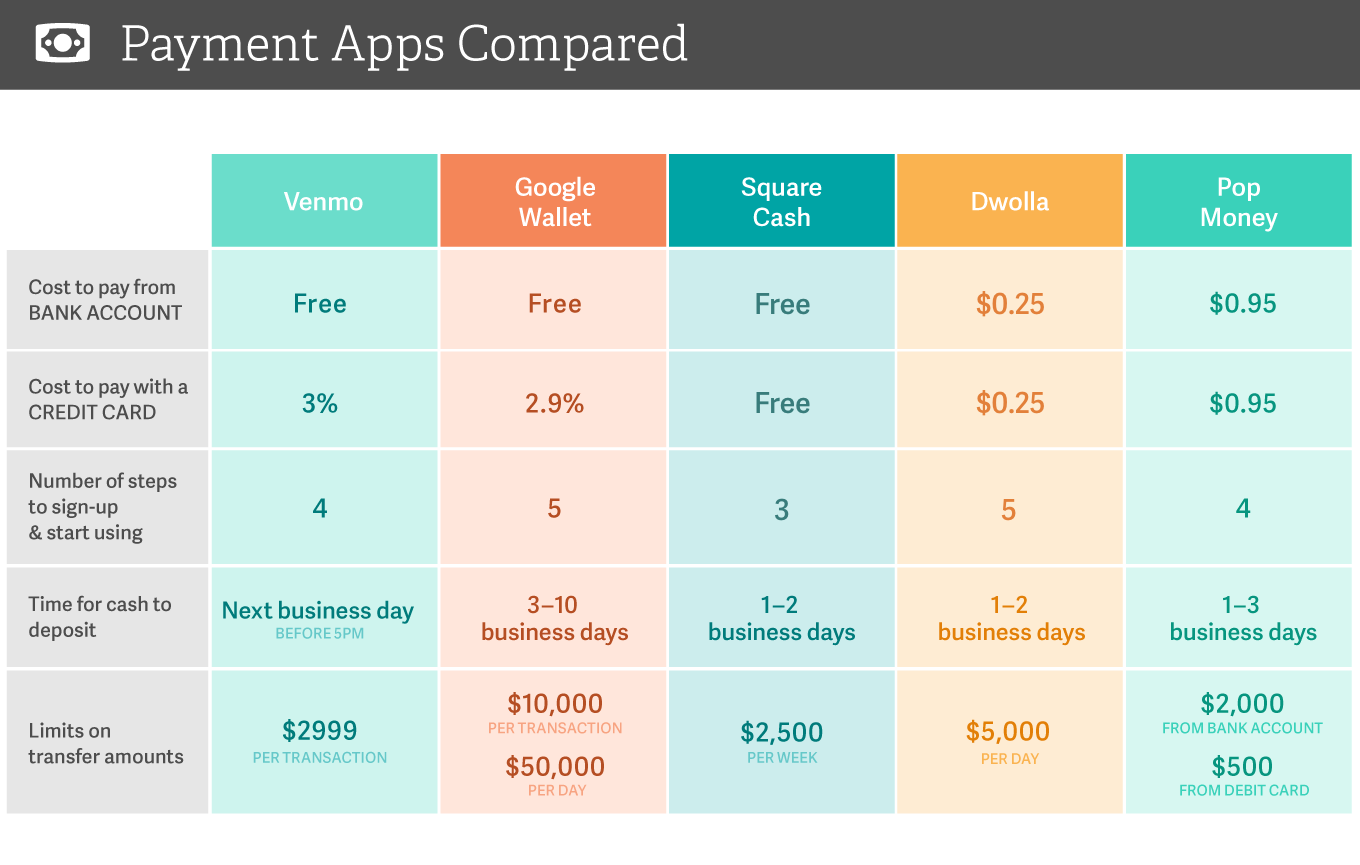 Payment Apps Compared
Venmo
Google
Wallet
Square
Cash
Dwolla
Pop
Money
Cost to pay from
BANK ACCOUNT
Free
Free
Free
$0.25
$0.95
Cost to pay with a
CREDIT CARD
3%
2.9%
Free
$0.25
$0.95
Number of steps
to sign-up
& start using
4
5
3
5
4
Time for cash to
deposit
Next business day
BEFORE 5PM
3–10
business days
1–2
business days
1–2
business days
1–3
business days
Limits on
transfer amounts
$2999
PER TRANSACTION
$10,000
PER TRANSACTION
$50,000
PER DAY
$2,500
PER WEEK
$5,000
PER DAY
$2,000
FROM BANK ACCOUNT
$500
FROM DEBIT CARD